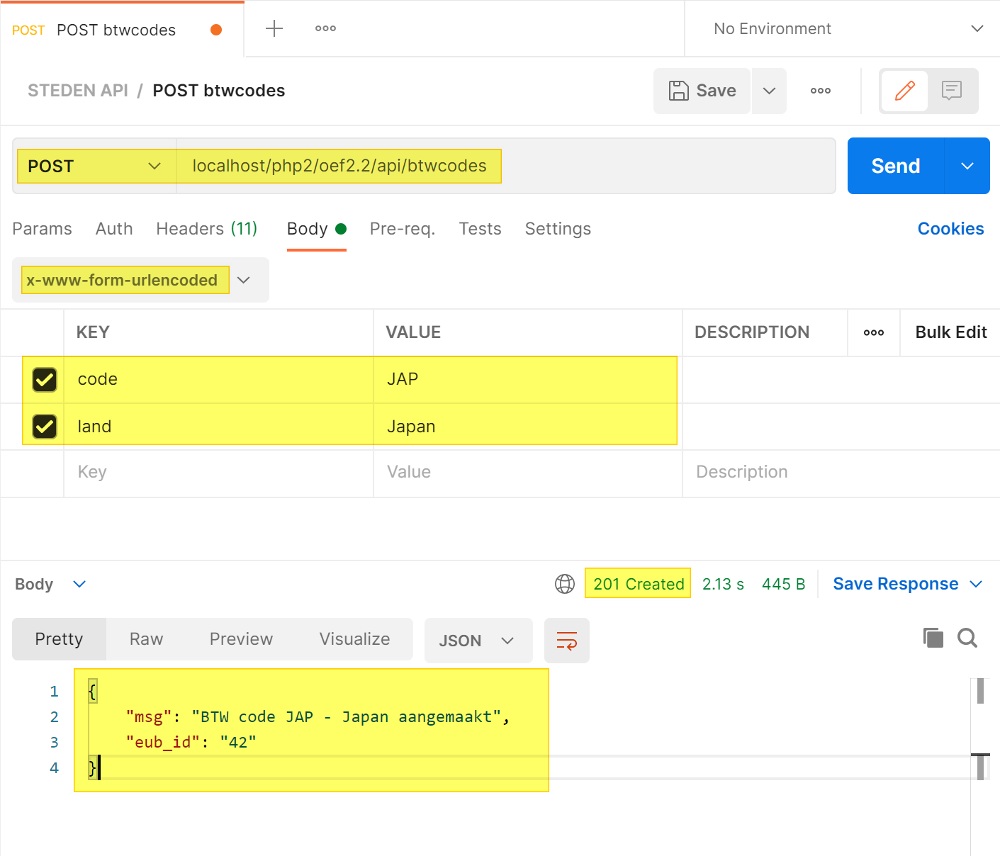 POST POST btwcodes
No Environment
STEDEN API / POST btwcodes
Save
POST localhost/php2/oef2.2/api/btwcodes
Send
Params Auth Headers (11) Body Pre-req. Tests Settings Cookies
x-www-form-urlencoded
KEY VALUE DESCRIPTION Bulk Edit
code JAP
land Japan
Key Value Description
Body 201 Created 2.13 s 445 B Save Response
Pretty Raw Preview Visualize JSON
1 {
2 "msg": "BTW code JAP - Japan aangemaakt",
3 "eub_id": "42"
4 }